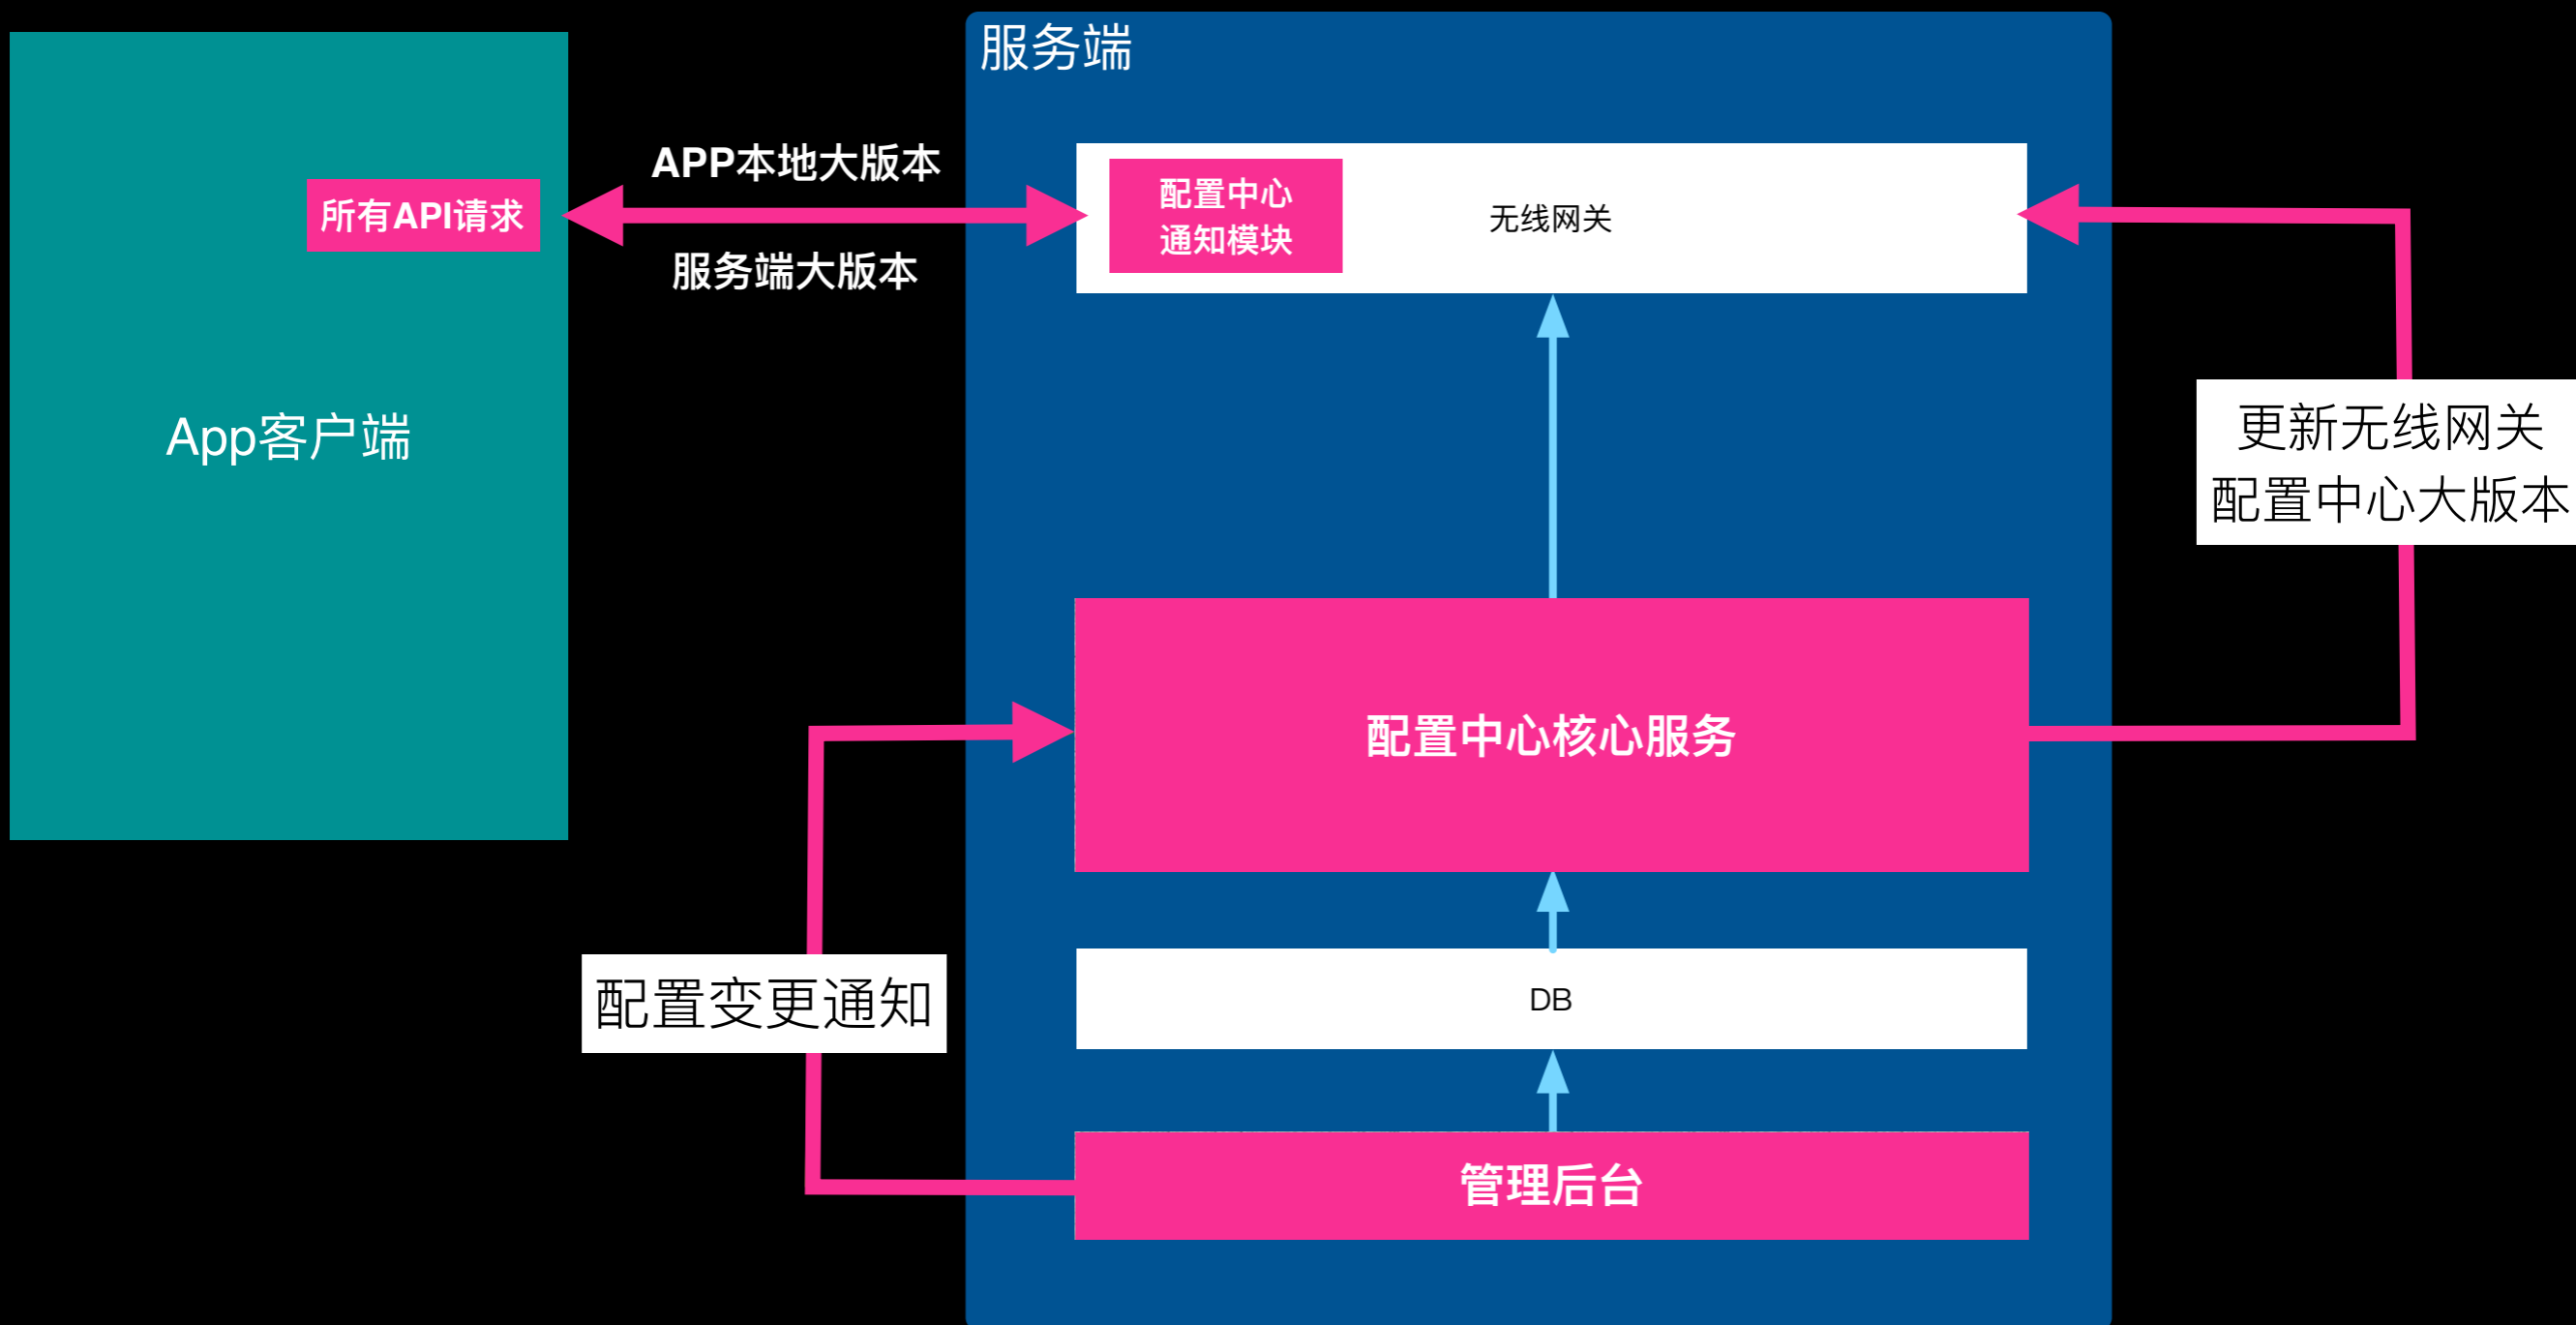 服务端
APP本地大版本
所有API请求
配置中心
通知模块
无线网关
服务端大版本
App客户端
更新无线网关
配置中心大版本
配置中心核心服务
配置变更通知
DB
管理后台